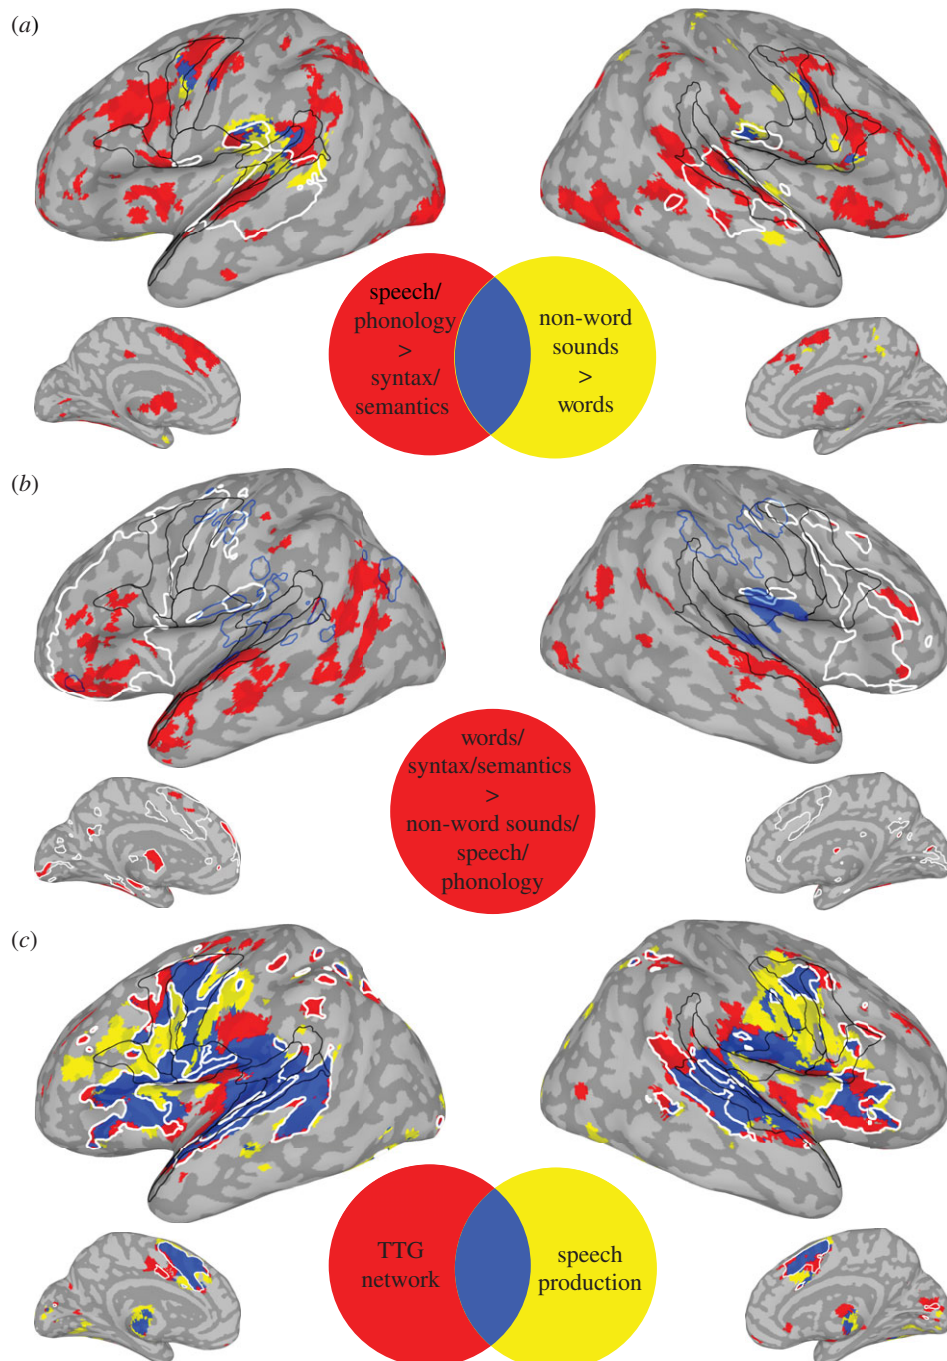 (a)
speech/
phonology
>
syntax/
semantics
non-word
sounds
>
words
(b)
words/
syntax/semantics
>
non-word sounds/
speech/
phonology
(c)
TTG
network
speech
production